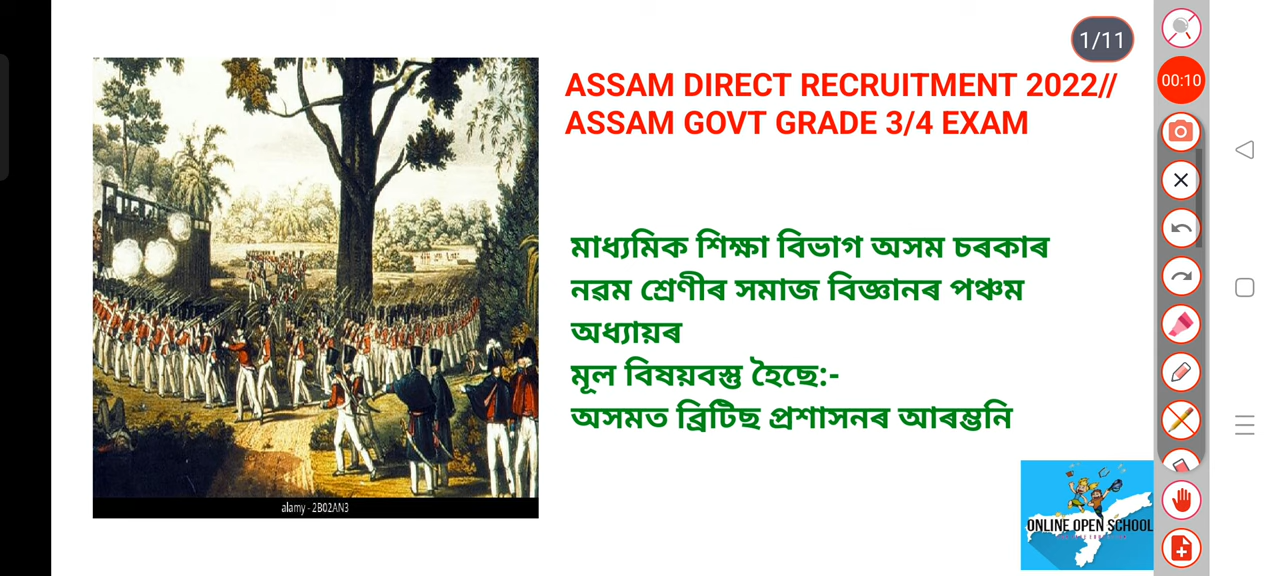 1/11
00:10
ASSAM DIRECT RECRUITMENT 2022//
ASSAM GOVT GRADE 3/4 EXAM
মাধ্যমিক শিক্ষা বিভাগ অসম চৰকাৰ
নৱম শ্ৰেণীৰ সমাজ বিজ্ঞানৰ পঞ্চম
অধ্যায়ৰ
মূল বিষয়বস্তু হৈছে:-
অসমত ব্ৰিটিছ প্ৰশাসনৰ আৰম্ভনি
alamy - 2B02AN3
ONLINE OPEN SCHOOL